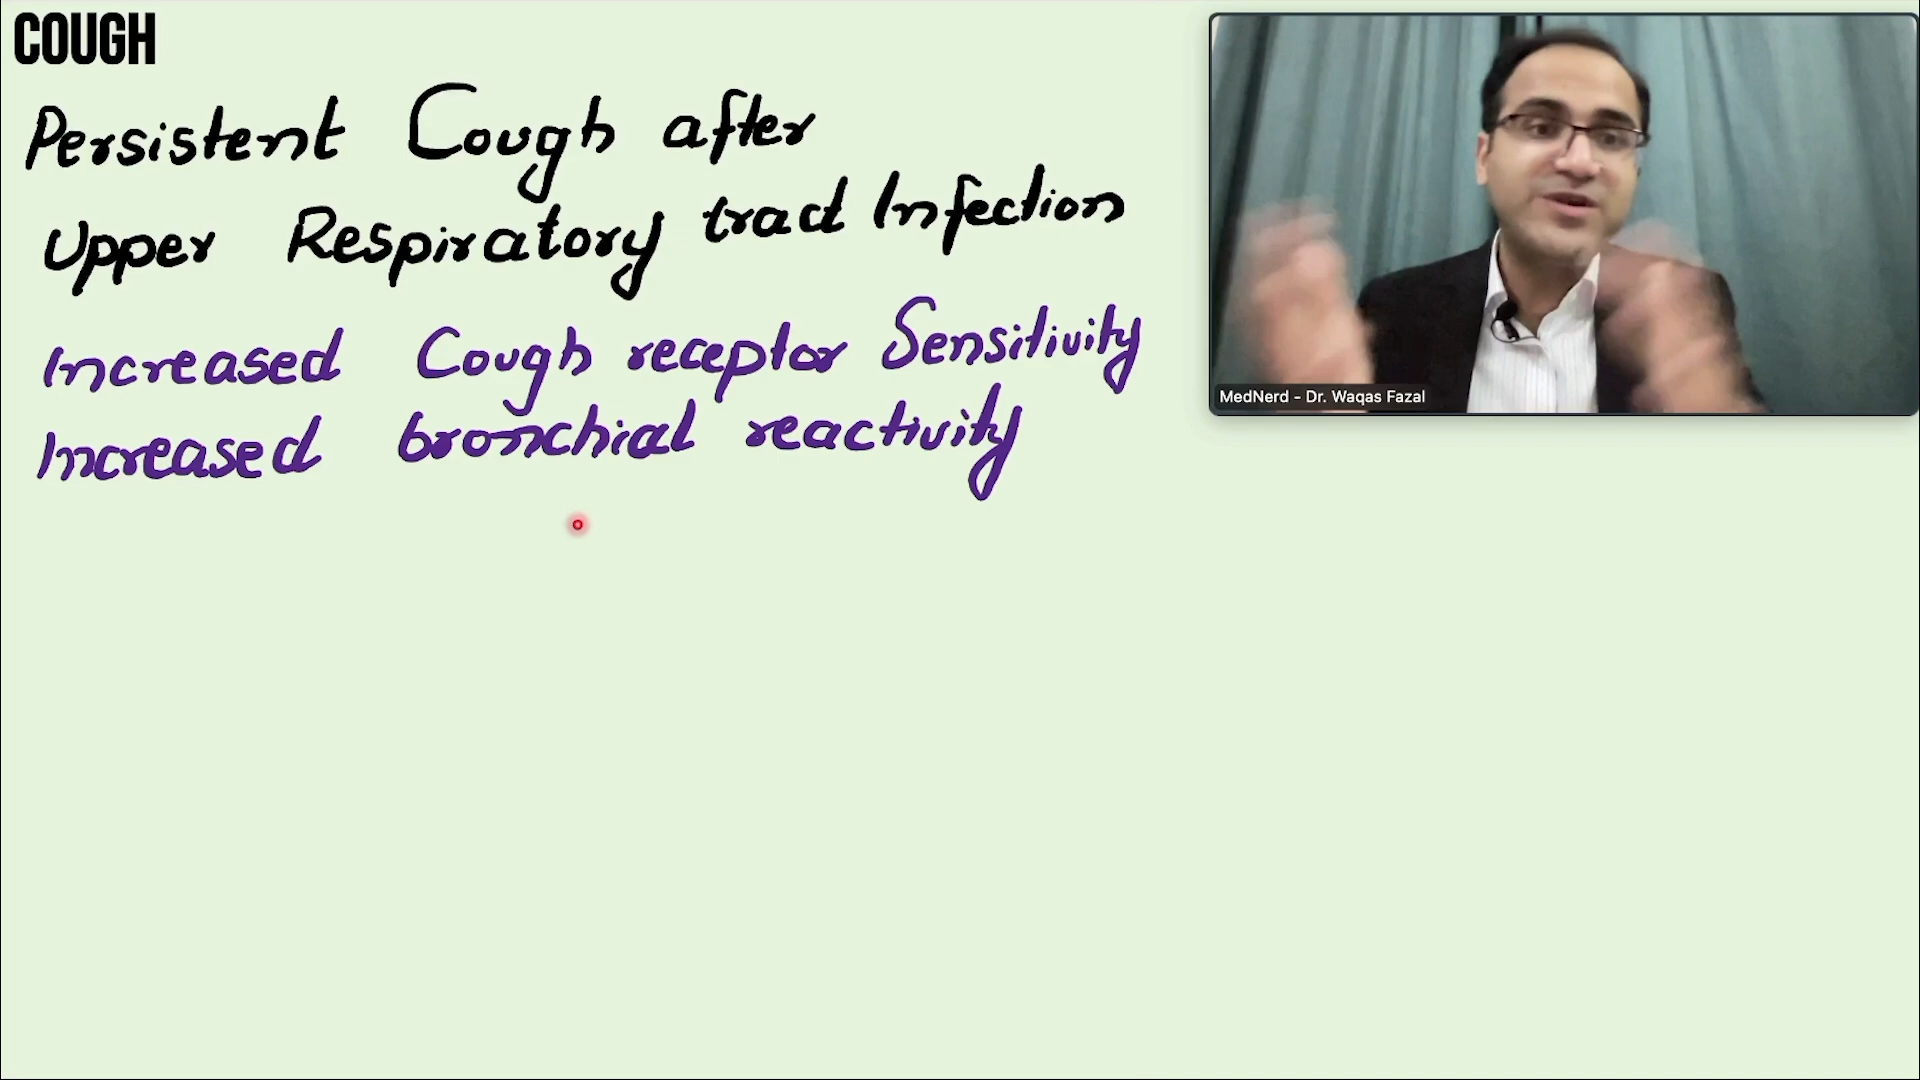 COUGH
Persistent Cough after
Upper Respiratory tract Infection
Increased Cough receptor Sensitivity
Increased bronchial reactivity
MedNerd - Dr. Waqas Fazal